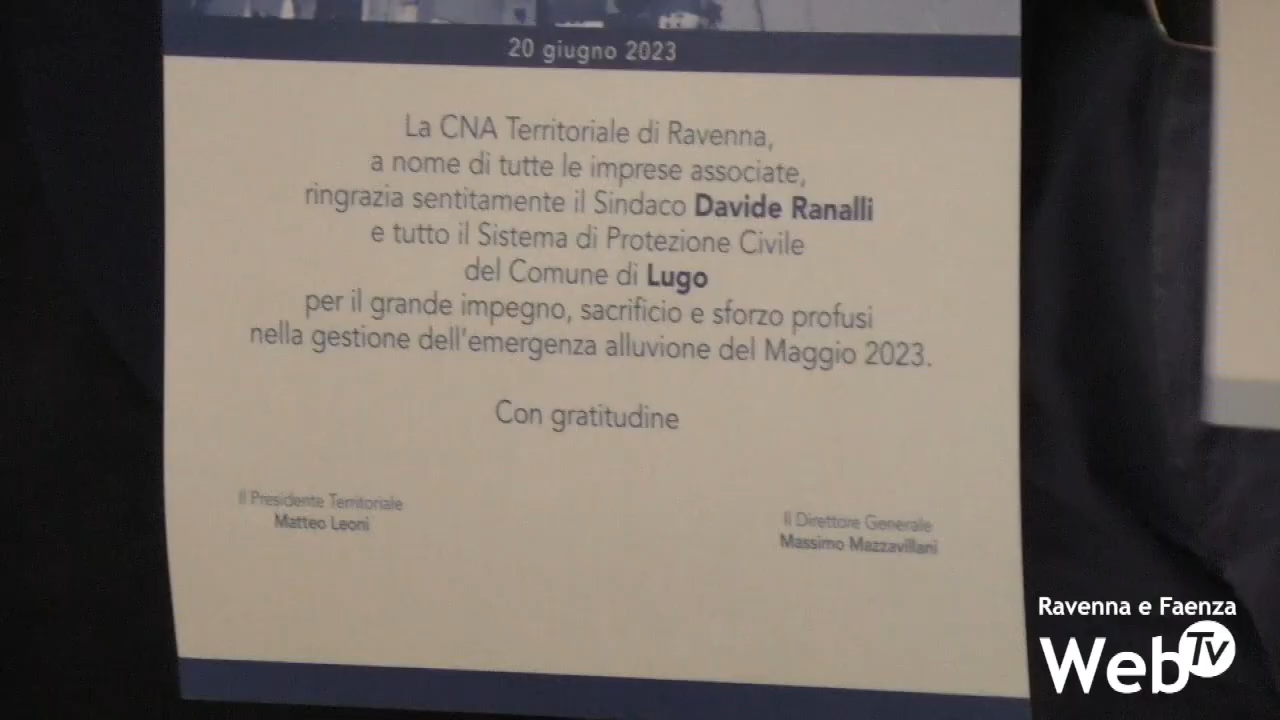 20 giugno 2023
La CNA Territoriale di Ravenna,
a nome di tutte le imprese associate,
ringrazia sentitamente il Sindaco Davide Ranalli
e tutto il Sistema di Protezione Civile
del Comune di Lugo
per il grande impegno, sacrificio e sforzo profusi
nella gestione dell'emergenza alluvione del Maggio 2023.
Con gratitudine
Il Presidente Territoriale
Matteo Leoni
Il Direttore Generale
Massimo Mazzavillani
Ravenna e Faenza
Web Tv